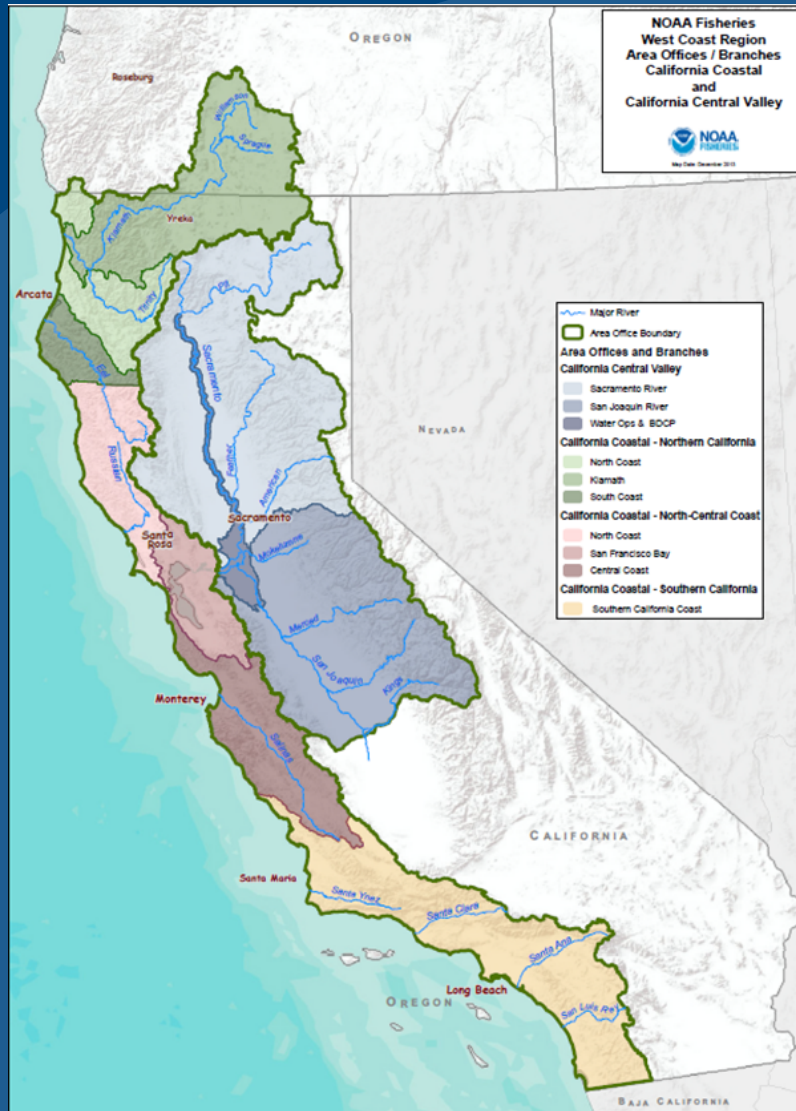 NOAA Fisheries
West Coast Region
Area Offices / Branches
California Coastal
and
California Central Valley
NOAA
FISHERIES
OREGON
Roseburg
Williamson
Sprague
Klamath
Yreka
Arcata
Trinity
Pit
Eel
Sacramento
Feather
American
Russian
NEVADA
Major River
Area Office Boundary
Area Offices and Branches
California Central Valley
Sacramento River
San Joaquin River
Water Ops & BDCP
California Coastal - Northern California
North Coast
Klamath
South Coast
California Coastal - North-Central Coast
North Coast
San Francisco Bay
Central Coast
California Coastal - Southern California
Southern California Coast
Sacramento
Santa
Rosa
Mokelumne
Merced
San Joaquin
Kings
Monterey
Salinas
CALIFORNIA
Santa Maria
Santa Ynez
Santa Clara
Santa Ana
Long Beach
OREGON
San Luis Rey
BAJA CALIFORNIA